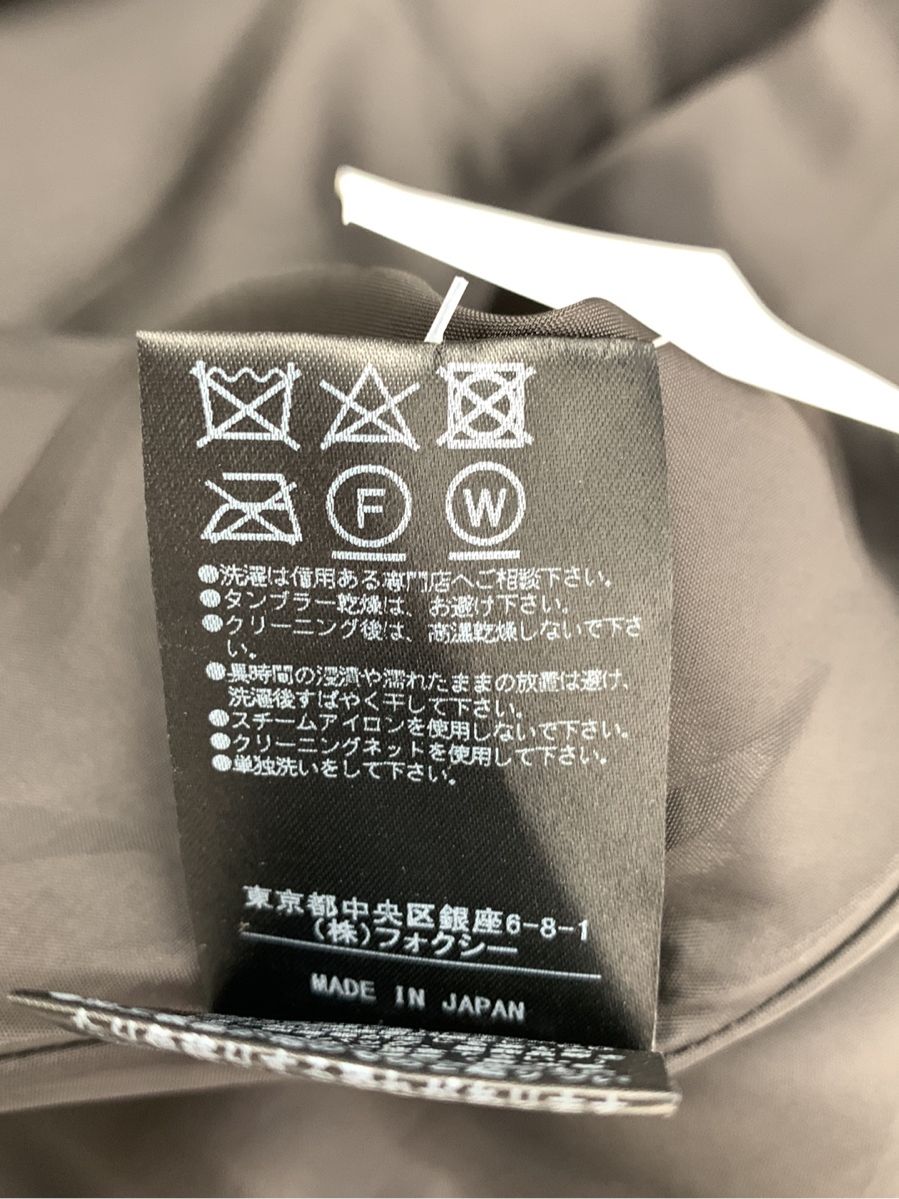 F W
●洗濯は信用ある専門店へご相談下さい。
●タンブラー乾燥は、お避け下さい。
●クリーニング後は、高温乾燥しないで下さ
い。
●長時間の浸漬や濡れたままの放置は避け、
洗濯後すばやく干して下さい。
●スチームアイロンを使用しないで下さい。
●クリーニングネットを使用して下さい。
●単独洗いをして下さい。
東京都中央区銀座6-8-1
(株)フォクシー
MADE IN JAPAN